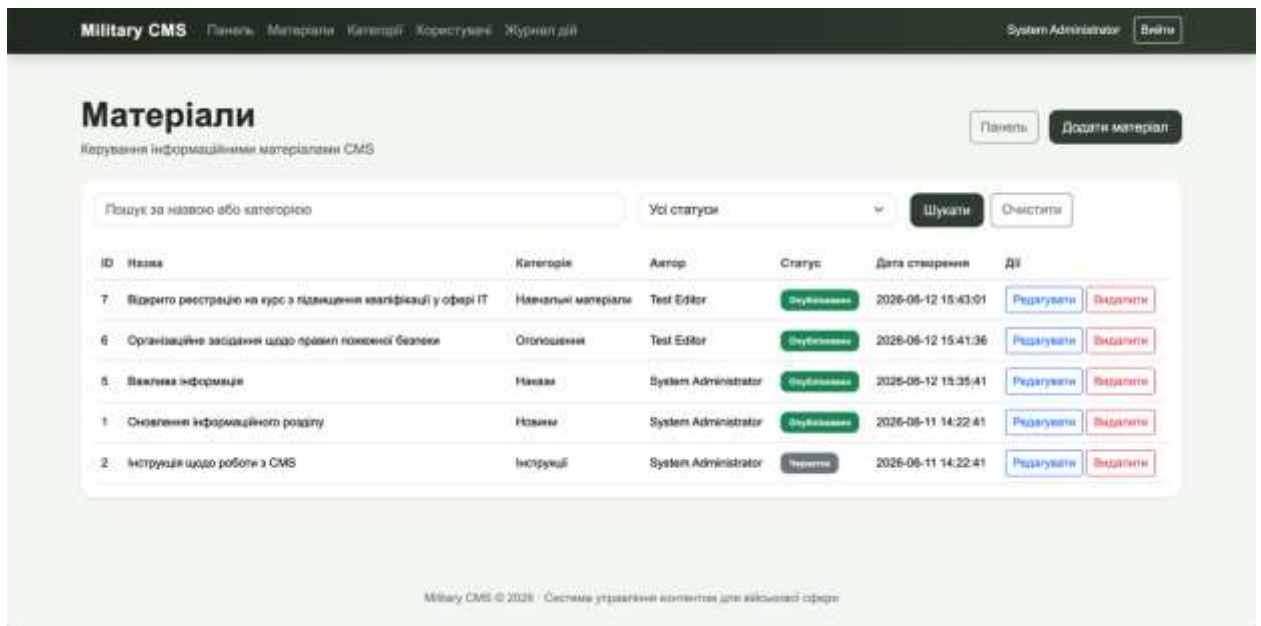 Military CMS Панель Матеріали Категорії Користувачі Журнал дій System Administrator Вийти
Матеріали
Панель Додати матеріал
Керування інформаційними матеріалами CMS
Пошук за назвою або категорією Усі статуси Шукати Очистити
ID Назва Категорія Автор Статус Дата створення Дії
7 Відкрито реєстрацію на курс з підвищення кваліфікації у сфері ІТ Навчальні матеріали Test Editor Опубліковано 2026-06-12 15:43:01 Редагувати Видалити
6 Організаційне засідання щодо правил пожежної безпеки Оголошення Test Editor Опубліковано 2026-06-12 15:41:36 Редагувати Видалити
5 Важлива інформація Накази System Administrator Опубліковано 2026-06-12 15:35:41 Редагувати Видалити
1 Оновлення інформаційного розділу Новини System Administrator Опубліковано 2026-06-11 14:22:41 Редагувати Видалити
2 Інструкція щодо роботи з CMS Інструкції System Administrator Чернетка 2026-06-11 14:22:41 Редагувати Видалити
Military CMS © 2026 · Система управління контентом для військової сфери